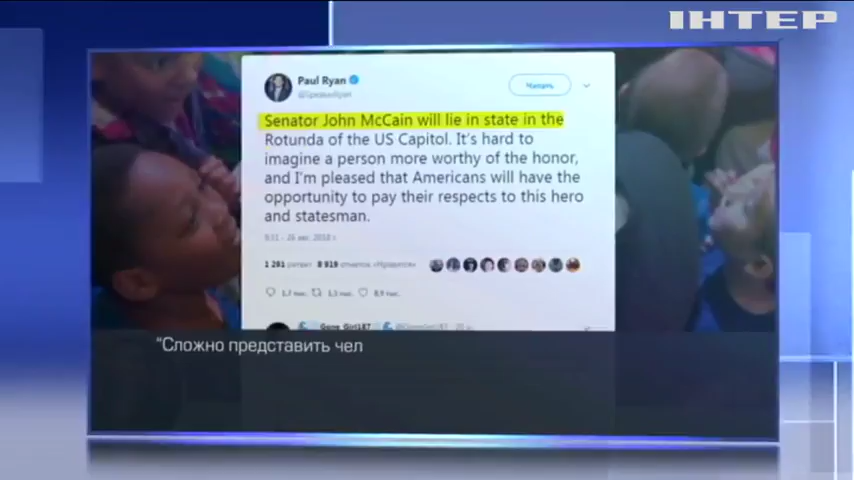 ІНТЕР
Paul Ryan
@SpeakerRyan
Читать
Senator John McCain will lie in state in the
Rotunda of the US Capitol. It's hard to
imagine a person more worthy of the honor,
and I'm pleased that Americans will have the
opportunity to pay their respects to this hero
and statesman.
"Сложно представить чел